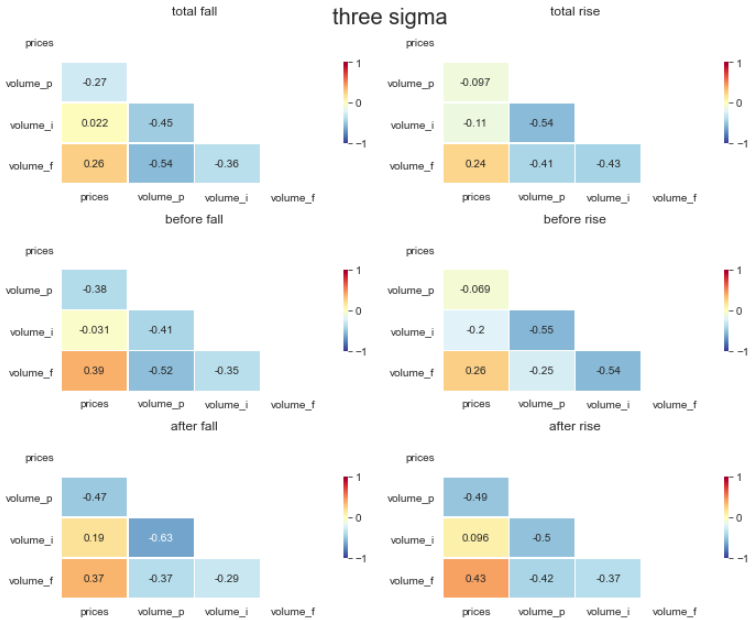 three sigma
total fall
prices
volume_p
-0.27
volume_i
0.022
-0.45
volume_f
0.26
-0.54
-0.36
prices
volume_p
volume_i
volume_f
1
0
−1
total rise
prices
volume_p
-0.097
volume_i
-0.11
-0.54
volume_f
0.24
-0.41
-0.43
prices
volume_p
volume_i
volume_f
1
0
−1
before fall
prices
volume_p
-0.38
volume_i
-0.031
-0.41
volume_f
0.39
-0.52
-0.35
prices
volume_p
volume_i
volume_f
1
0
−1
before rise
prices
volume_p
-0.069
volume_i
-0.2
-0.55
volume_f
0.26
-0.25
-0.54
prices
volume_p
volume_i
volume_f
1
0
−1
after fall
prices
volume_p
-0.47
volume_i
0.19
-0.63
volume_f
0.37
-0.37
-0.29
prices
volume_p
volume_i
volume_f
1
0
−1
after rise
prices
volume_p
-0.49
volume_i
0.096
-0.5
volume_f
0.43
-0.42
-0.37
prices
volume_p
volume_i
volume_f
1
0
−1